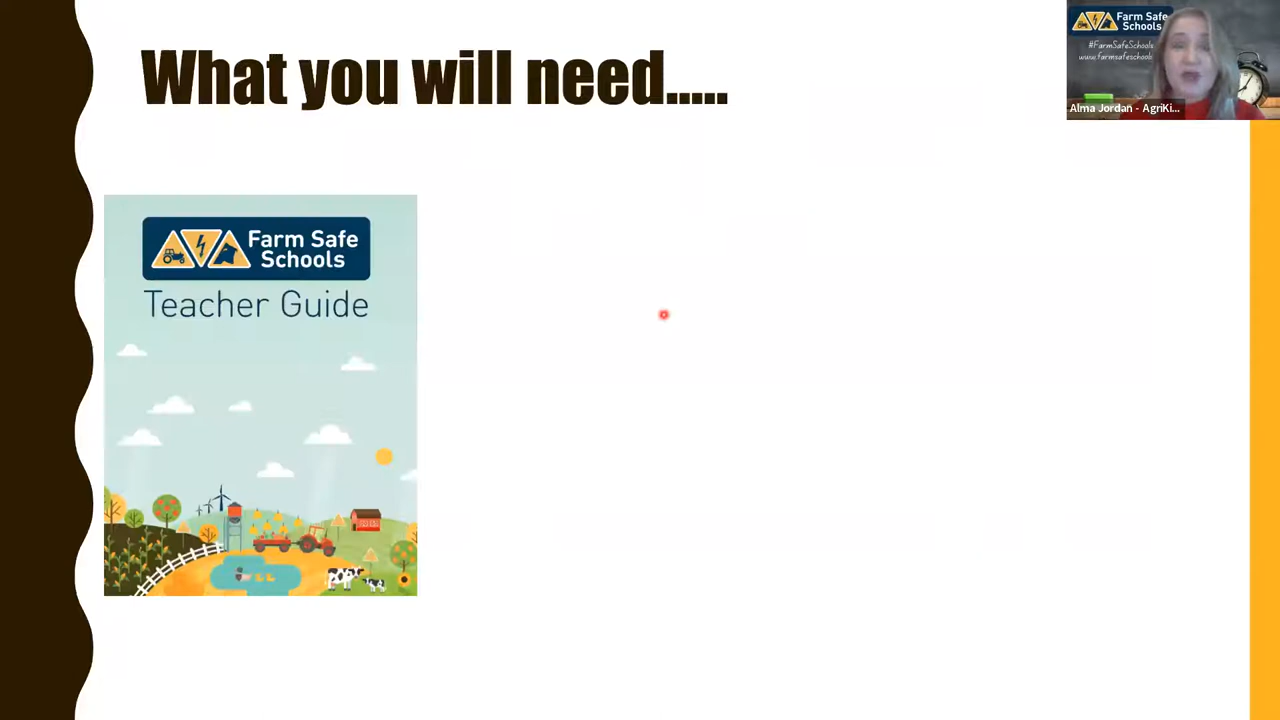 What you will need.....
Farm Safe
Schools
#FarmSafeSchools
www.farmsafeschools
Alma Jordan - AgriKi...
Farm Safe
Schools
Teacher Guide